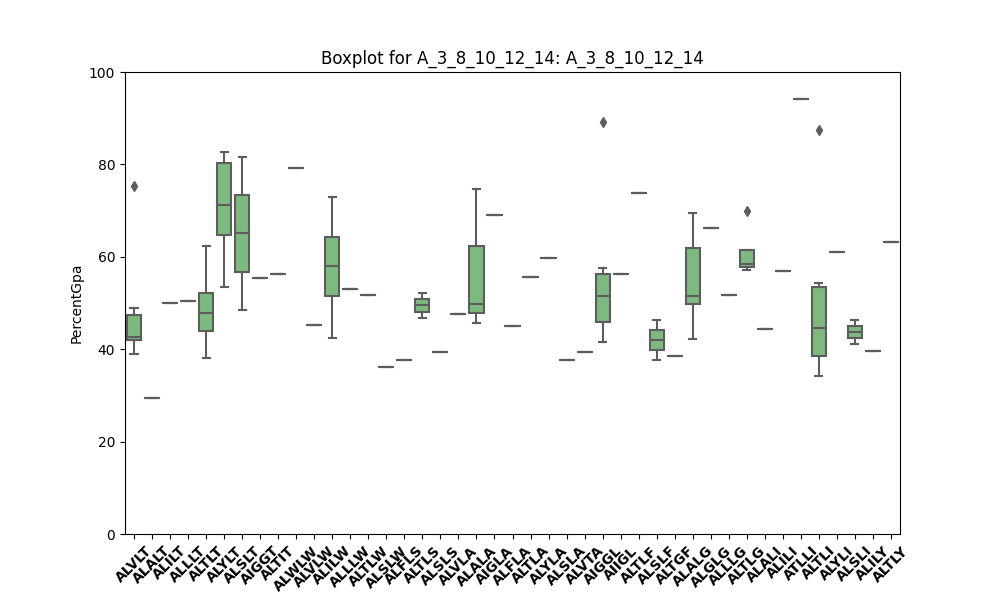 Boxplot for A_3_8_10_12_14: A_3_8_10_12_14
PercentGpa
100
80
60
40
20
0
ALVLT
ALALT
ALILT
ALLLT
ALTLT
ALYLT
ALSLT
AIGGT
ALTIT
ALWLW
ALVLW
ALILW
ALLLW
ALTLW
ALSLW
ALFLS
ALTLS
ALSLS
ALVLA
ALALA
AIGLA
ALFLA
ALTLA
ALYLA
ALSLA
ALVTA
AIGGL
AIIGL
ALTLF
ALSLF
ALTGF
ALALG
ALGLG
ALLLG
ALTLG
ALALI
ALILI
ATLLI
ALTLI
ALYLI
ALSLI
ALILY
ALTLY